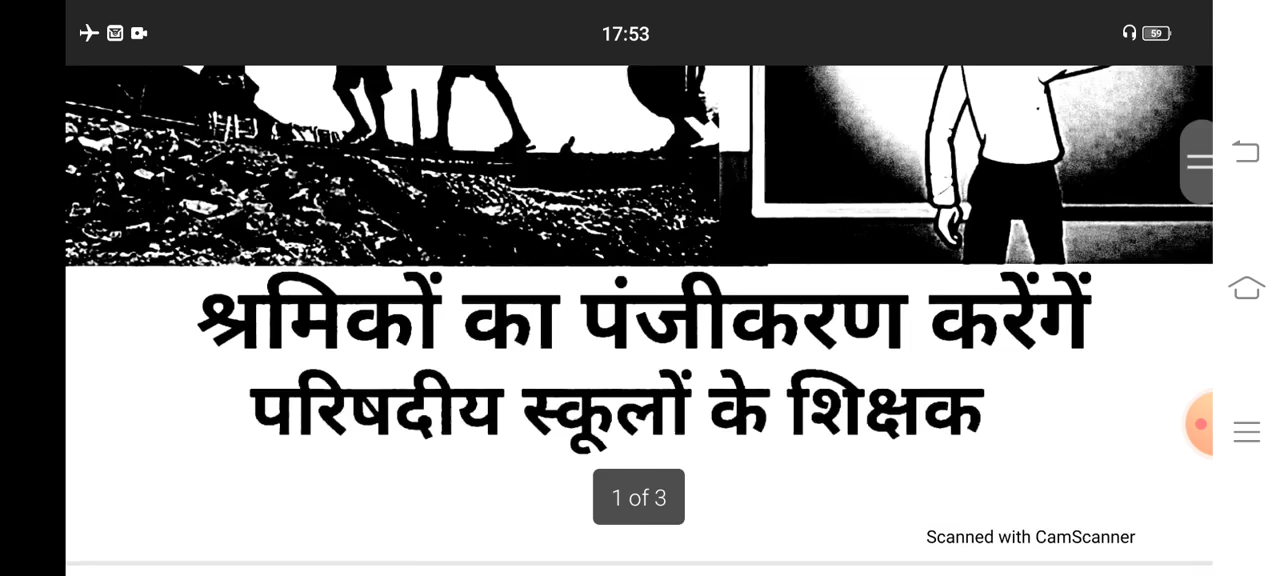 17:53
59
श्रमिकों का पंजीकरण करेंगें
परिषदीय स्कूलों के शिक्षक
1 of 3
Scanned with CamScanner